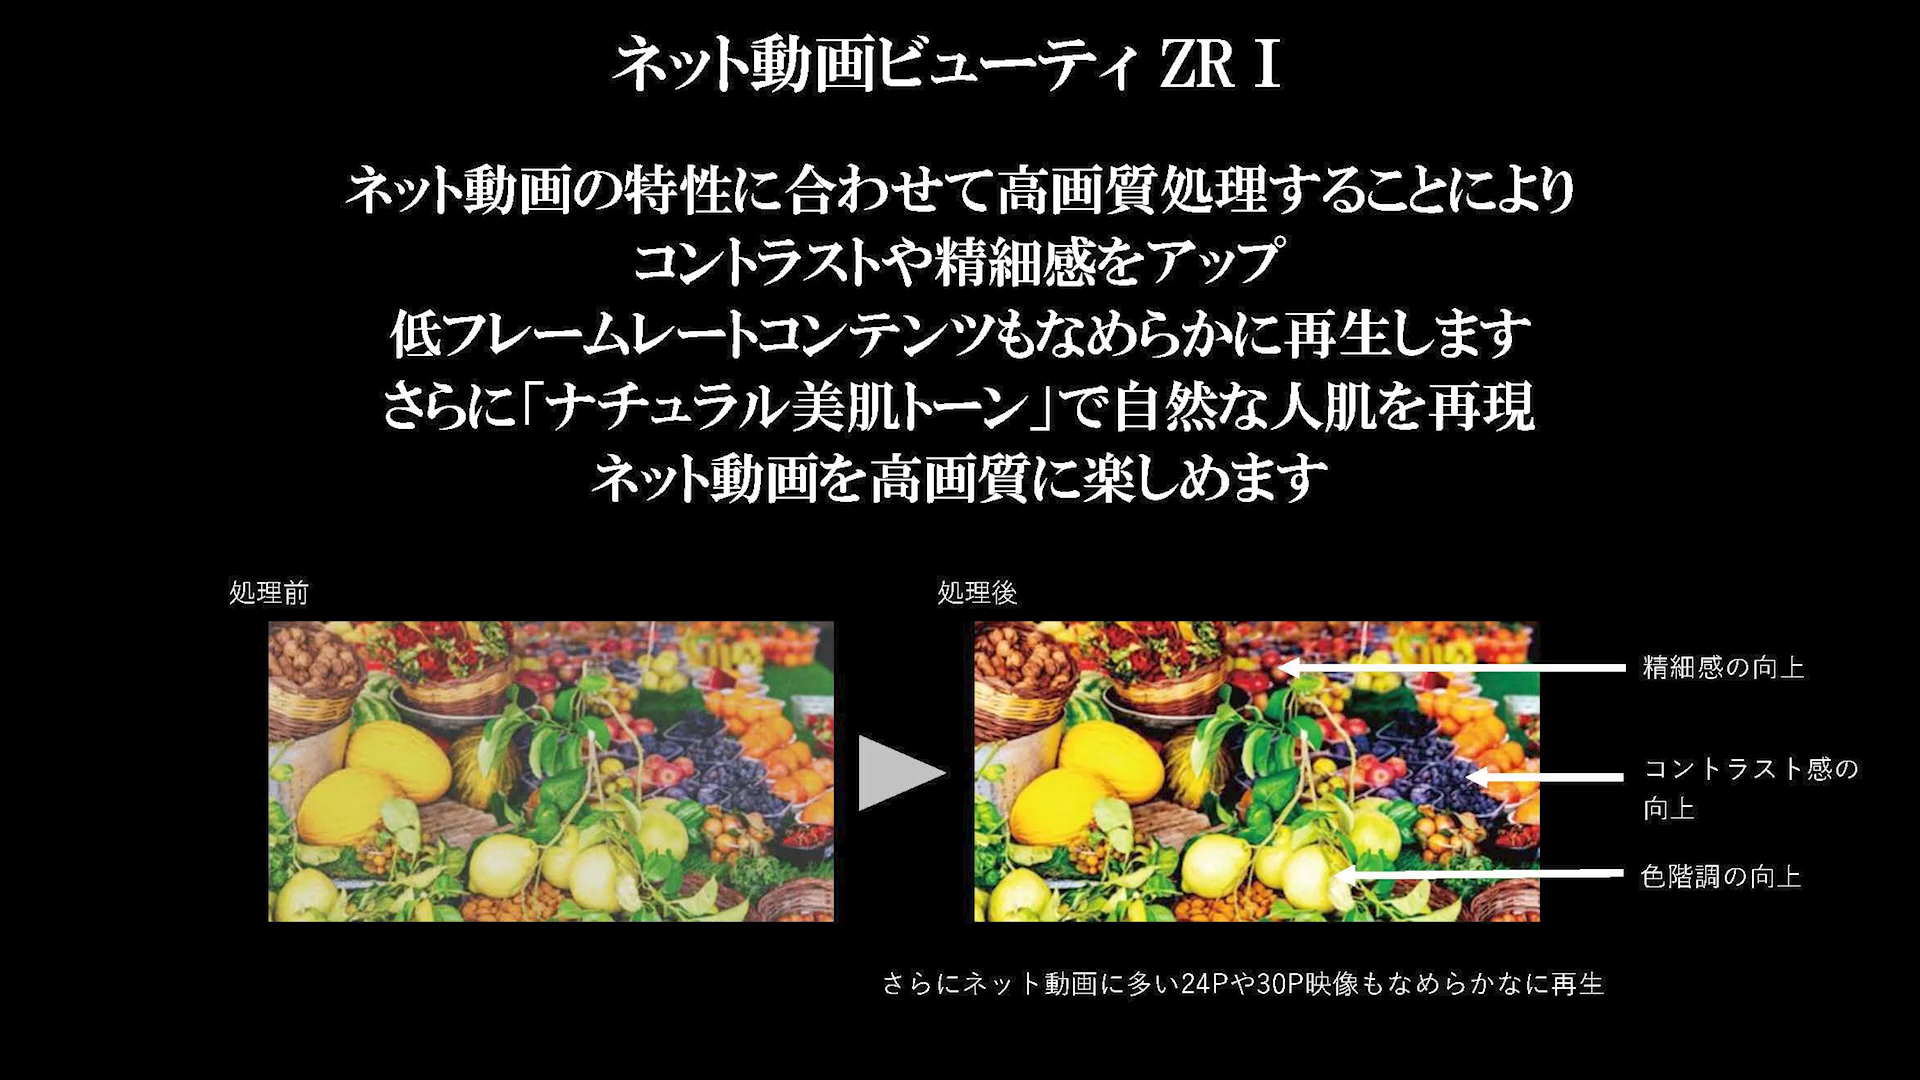 ネット動画ビューティ ZR I
ネット動画の特性に合わせて高画質処理することにより
コントラストや精細感をアップ
低フレームレートコンテンツもなめらかに再生します
さらに「ナチュラル美肌トーン」で自然な人肌を再現
ネット動画を高画質に楽しめます
処理前
処理後
精細感の向上
コントラスト感の
向上
色階調の向上
さらにネット動画に多い24Pや30P映像もなめらかなに再生